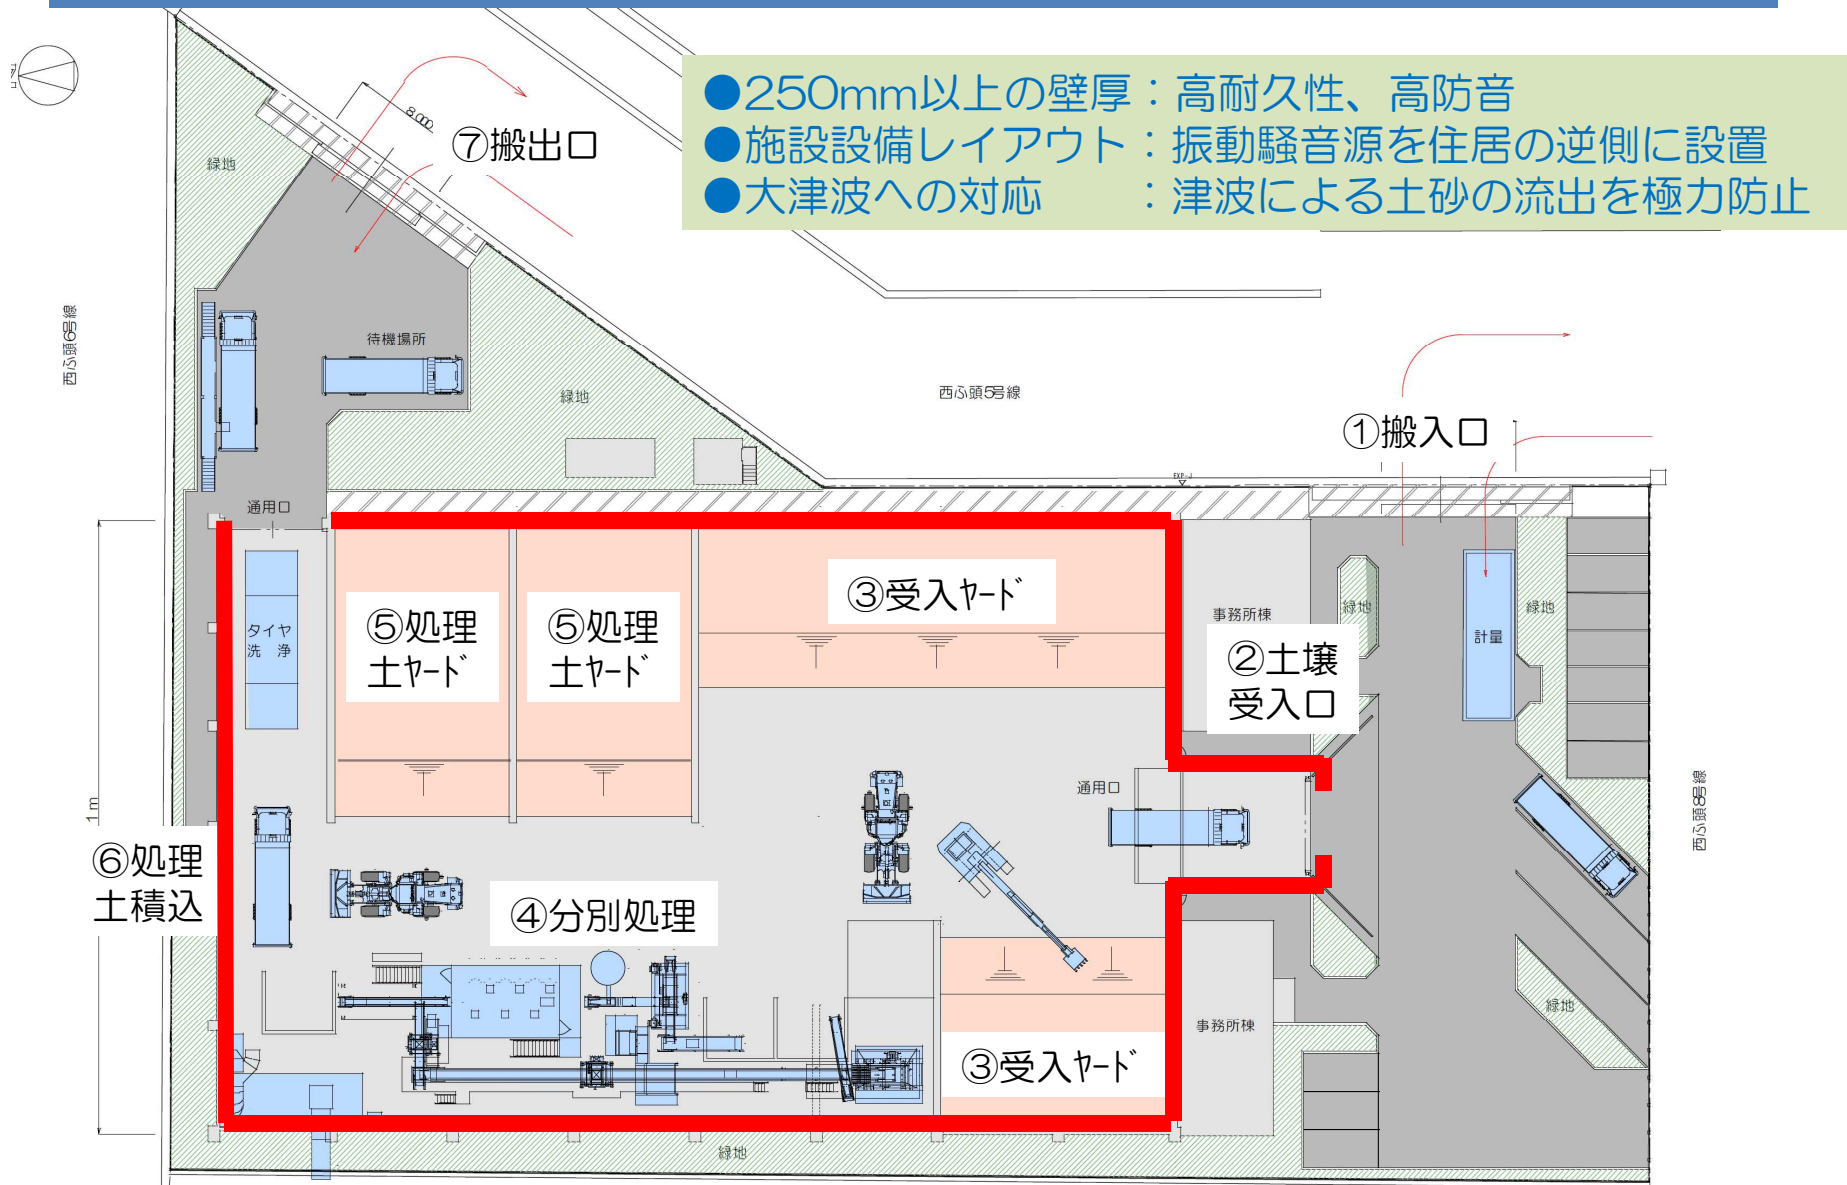 ●250mm以上の壁厚：高耐久性、高防音
●施設設備レイアウト：振動騒音源を住居の逆側に設置
●大津波への対応　　：津波による土砂の流出を極力防止
8.000
⑦搬出口
緑地
西ふ頭6号線
待機場所
緑地
西ふ頭5号線
①搬入口
EXP-J
通用口
タイヤ
洗　浄
⑤処理
土ﾔｰﾄﾞ
⑤処理
土ﾔｰﾄﾞ
③受入ﾔｰﾄﾞ
事務所棟
②土壌
受入口
緑地
計量
緑地
通用口
西ふ頭8号線
1m
⑥処理
土積込
④分別処理
③受入ﾔｰﾄﾞ
事務所棟
緑地
緑地